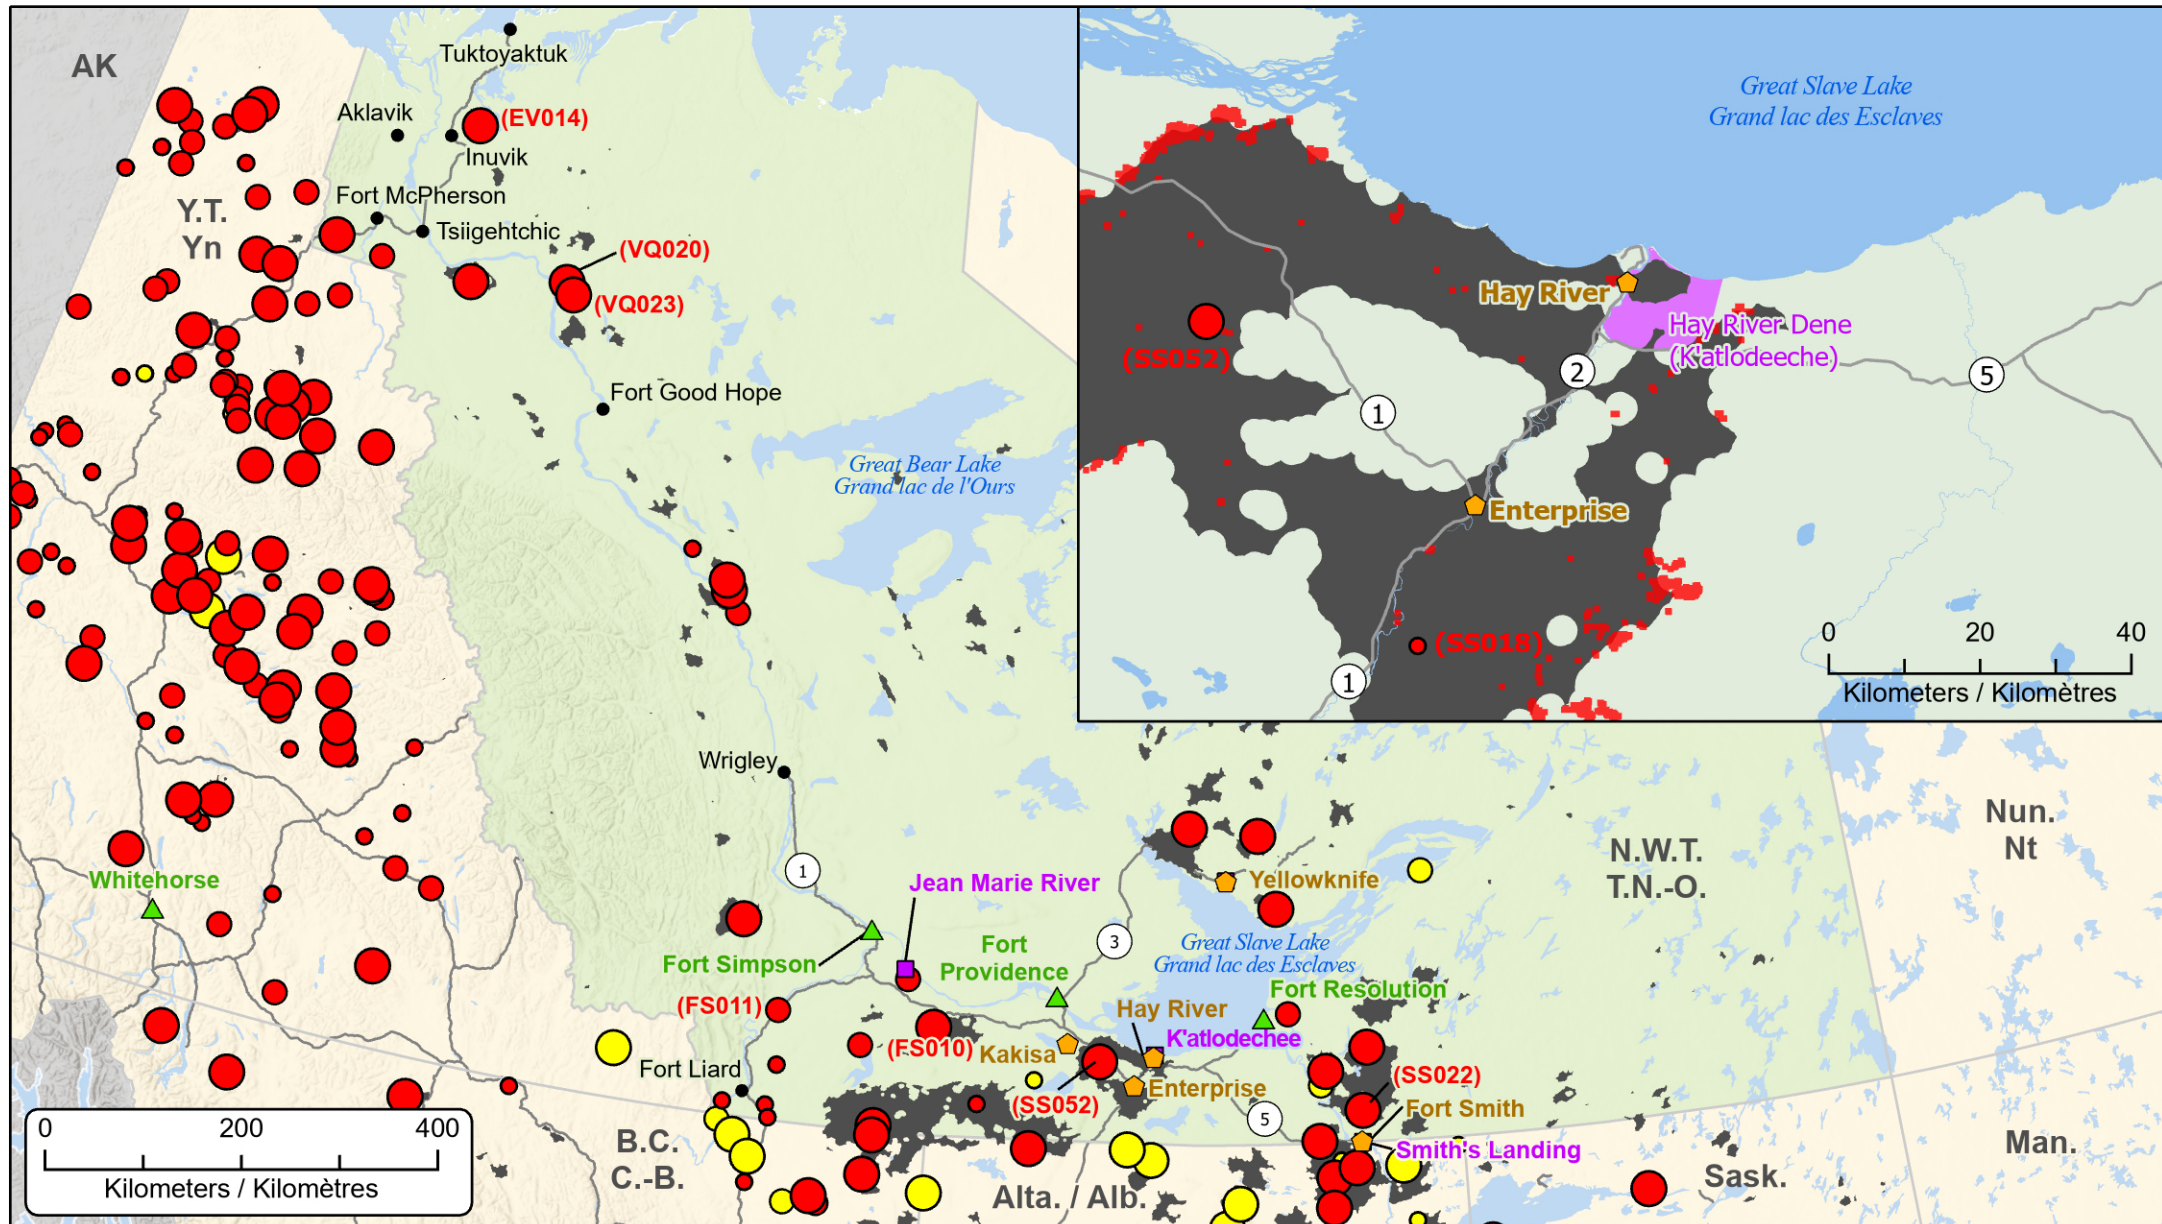 AK
Tuktoyaktuk
Aklavik
(EV014)
Inuvik
Fort McPherson
Y.T.
Yn
Tsiigehtchic
(VQ020)
(VQ023)
Fort Good Hope
Great Bear Lake
Grand lac de l'Ours
Great Slave Lake
Grand lac des Esclaves
Hay River
Hay River Dene
(K'atlodeeche)
(SS052)
2
5
1
Enterprise
(SS018)
1
0 20 40
Kilometers / Kilomètres
Wrigley
Nun.
Nt
N.W.T.
T.N.-O.
Whitehorse
1
Jean Marie River
Yellowknife
3
Fort
Providence
Fort Simpson
Great Slave Lake
Grand lac des Esclaves
Fort Resolution
(FS011)
Hay River
K'atlodechee
(FS010)
Kakisa
Fort Liard
Enterprise
(SS052)
(SS022)
Fort Smith
5
Smith's Landing
0 200 400
Kilometers / Kilomètres
B.C.
C.-B.
Alta. / Alb.
Sask.
Man.